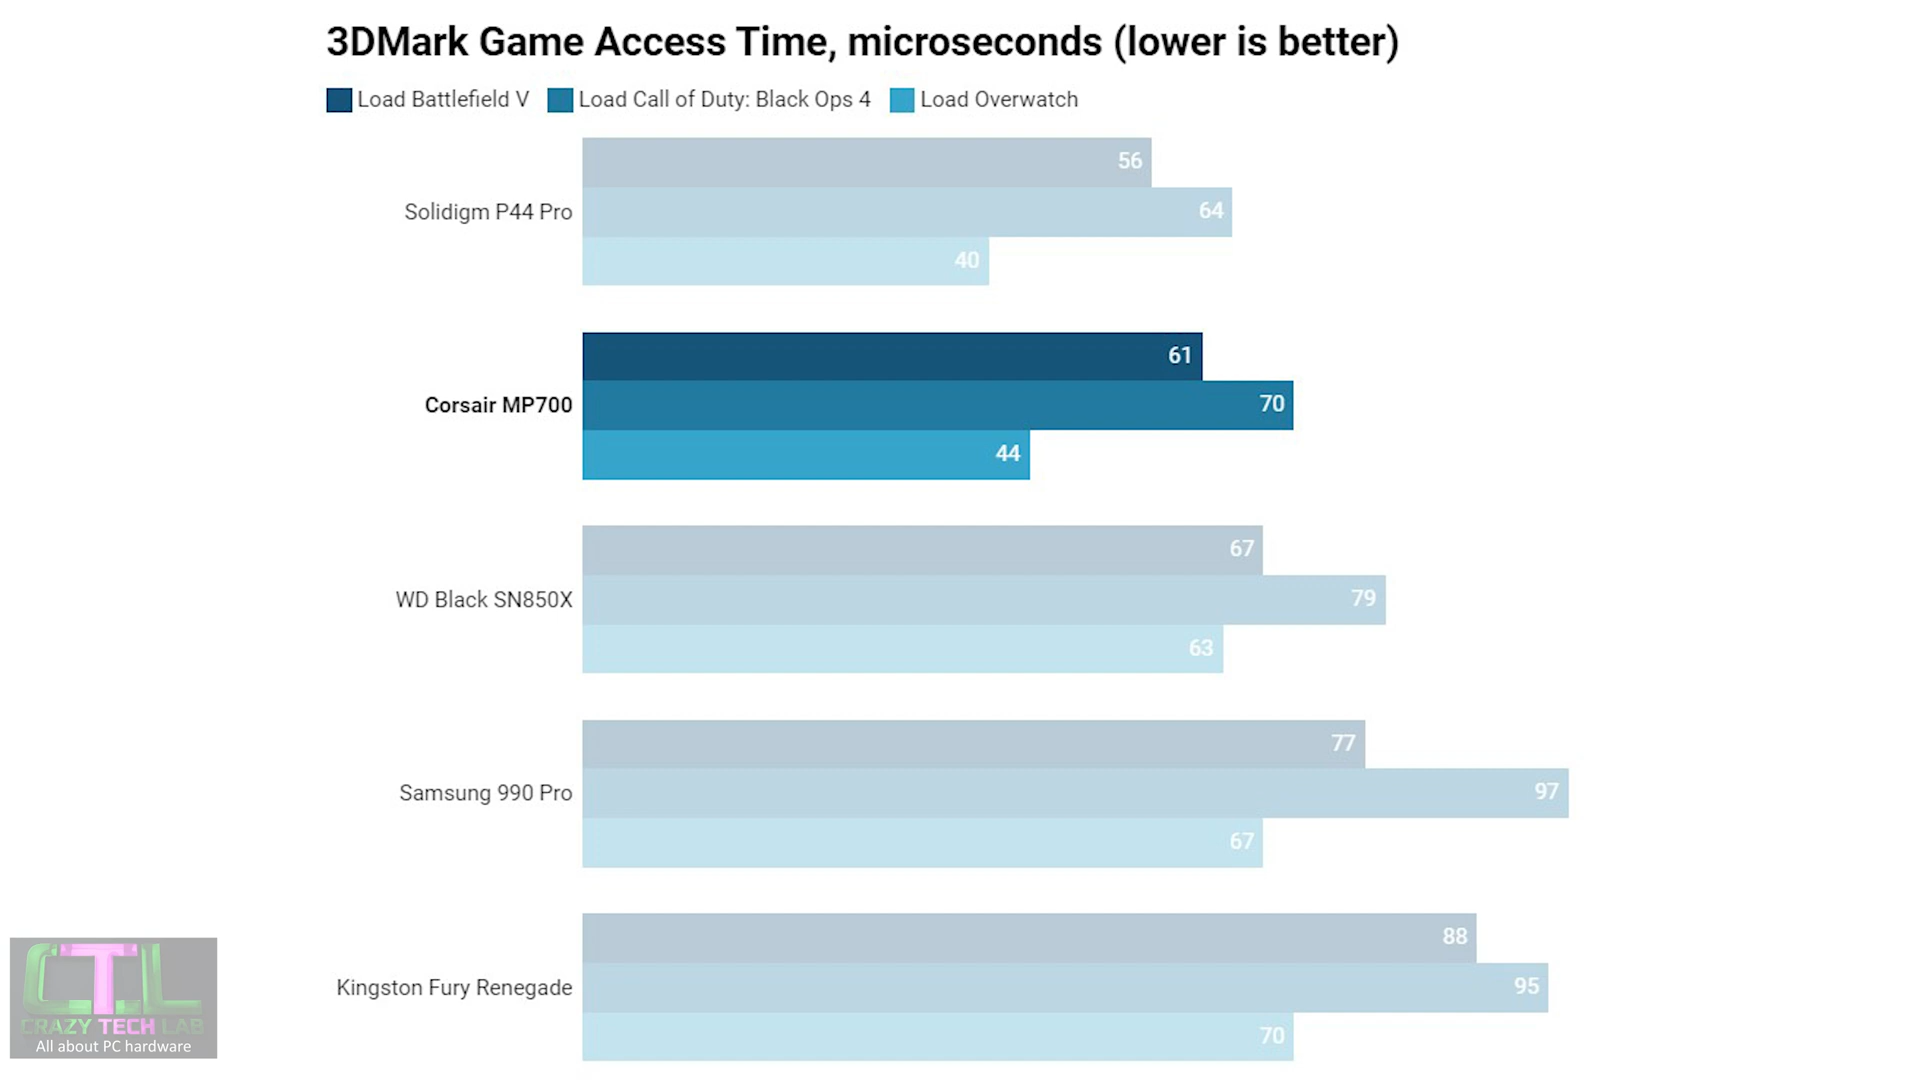 3DMark Game Access Time, microseconds (lower is better)
Load Battlefield V Load Call of Duty: Black Ops 4 Load Overwatch
56
Solidigm P44 Pro
64
40
61
Corsair MP700
70
44
67
WD Black SN850X
79
63
77
Samsung 990 Pro
97
67
88
Kingston Fury Renegade
95
70
CTL
CRAZY TECH LAB
All about PC hardware